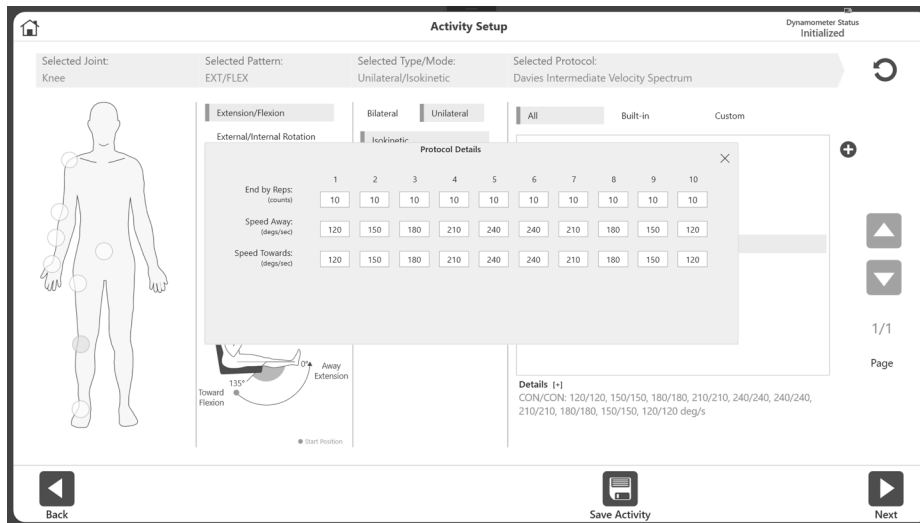 Activity Setup
Dynamometer Status
Initialized
Selected Joint:
Knee
Selected Pattern:
EXT/FLEX
Selected Type/Mode:
Unilateral/Isokinetic
Selected Protocol:
Davies Intermediate Velocity Spectrum
Extension/Flexion
External/Internal Rotation
Bilateral Unilateral
Isokinetic
All Built-in Custom
Protocol Details
1 2 3 4 5 6 7 8 9 10
End by Reps:
(counts)
10 10 10 10 10 10 10 10 10 10
Speed Away:
(degs/sec)
120 150 180 210 240 240 210 180 150 120
Speed Towards:
(degs/sec)
120 150 180 210 240 240 210 180 150 120
1/1
Page
0°
Away
Extension
135°
Toward
Flexion
Start Position
Details [+]
CON/CON: 120/120, 150/150, 180/180, 210/210, 240/240, 240/240,
210/210, 180/180, 150/150, 120/120 deg/s
Back
Save Activity
Next